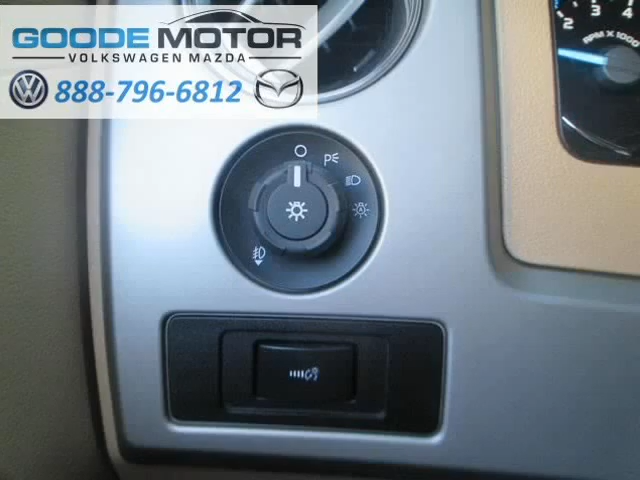 GOODE MOTOR
VOLKSWAGEN MAZDA
888-796-6812
2 3 4
RPM X 1000
P
A